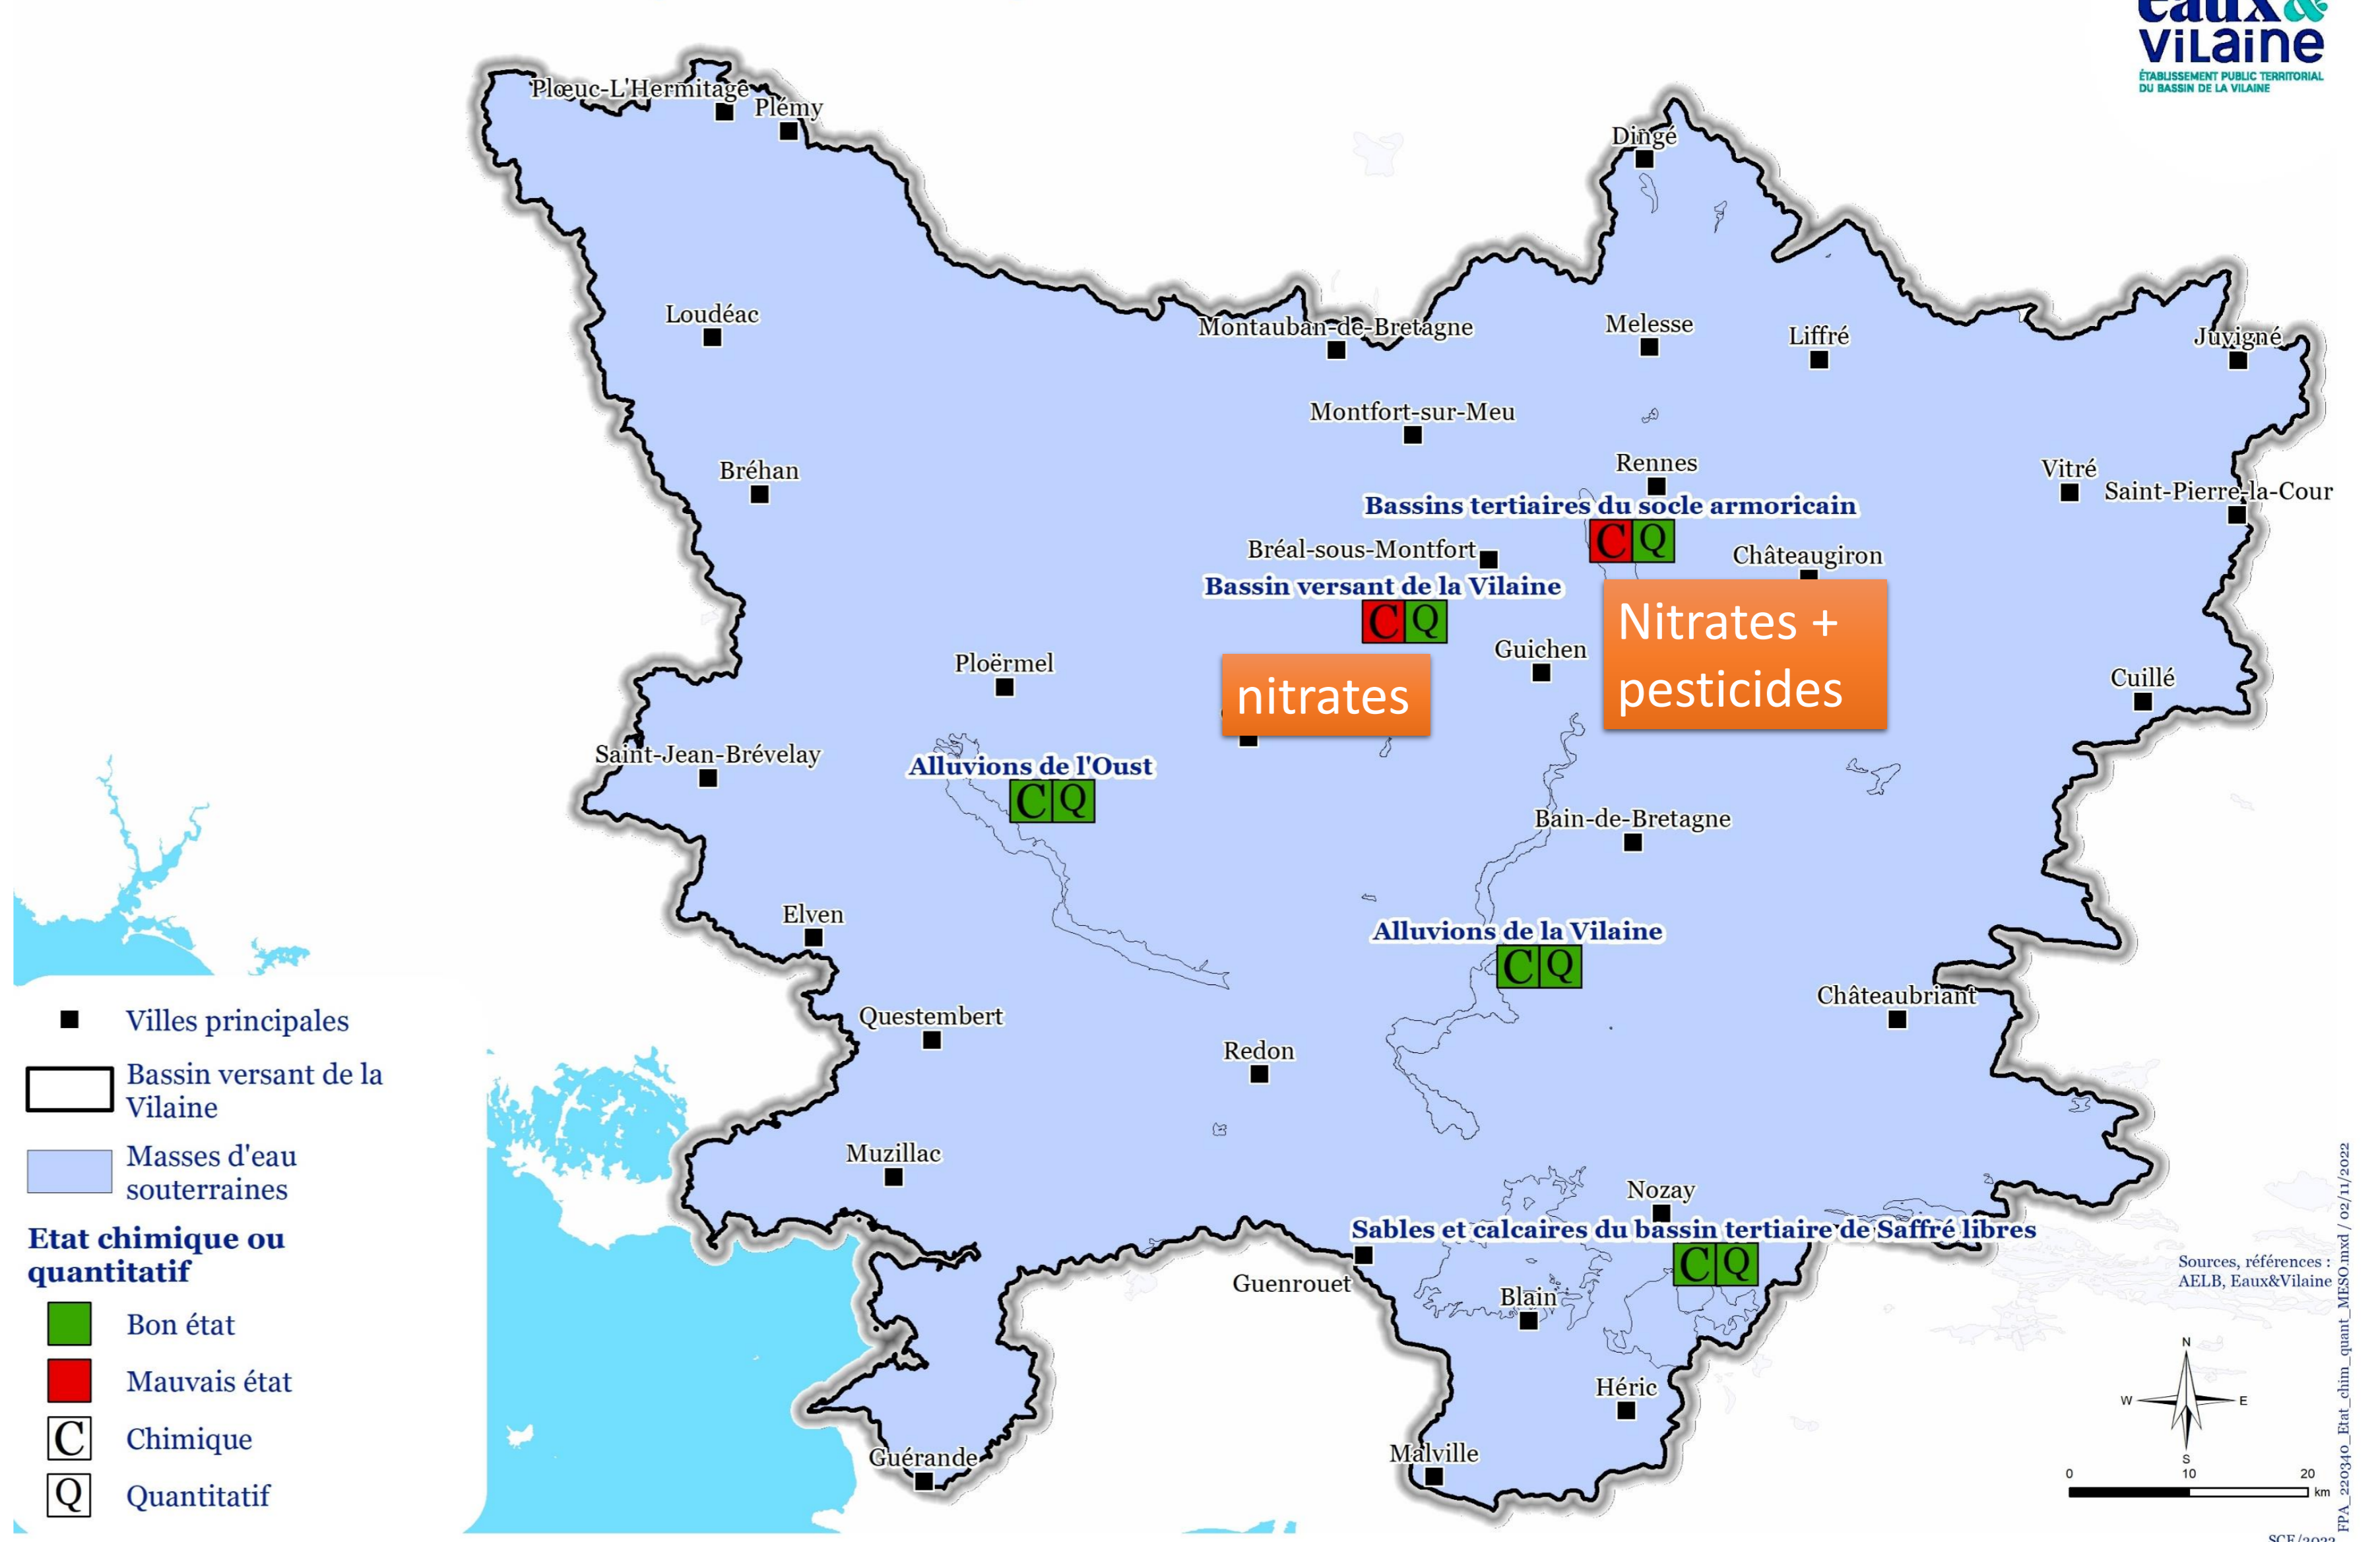 eaux&
ViLaine
ÉTABLISSEMENT PUBLIC TERRITORIAL
DU BASSIN DE LA VILAINE
Plœuc-L'Hermitage
Plémy
Dingé
Loudéac
Montauban-de-Bretagne
Melesse
Liffré
Juvigné
Montfort-sur-Meu
Bréhan
Rennes
Vitré
Saint-Pierre-la-Cour
Bassins tertiaires du socle armoricain
C Q
Bréal-sous-Montfort
Châteaugiron
Bassin versant de la Vilaine
C Q
Nitrates +
pesticides
Guichen
Ploërmel
nitrates
Cuillé
Saint-Jean-Brévelay
Alluvions de l'Oust
C Q
Bain-de-Bretagne
Elven
Alluvions de la Vilaine
C Q
Châteaubriant
Questembert
Redon
Muzillac
Nozay
Sables et calcaires du bassin tertiaire de Saffré libres
C Q
Guenrouet
Blain
Héric
Malville
Guérande
Villes principales
Bassin versant de la
Vilaine
Masses d'eau
souterraines
Etat chimique ou
quantitatif
Bon état
Mauvais état
C Chimique
Q Quantitatif
Sources, références :
AELB, Eaux&Vilaine
N
W E
S
0 10 20
km
FPA_220340_Etat_chim_quant_MESO.mxd / 02/11/2022